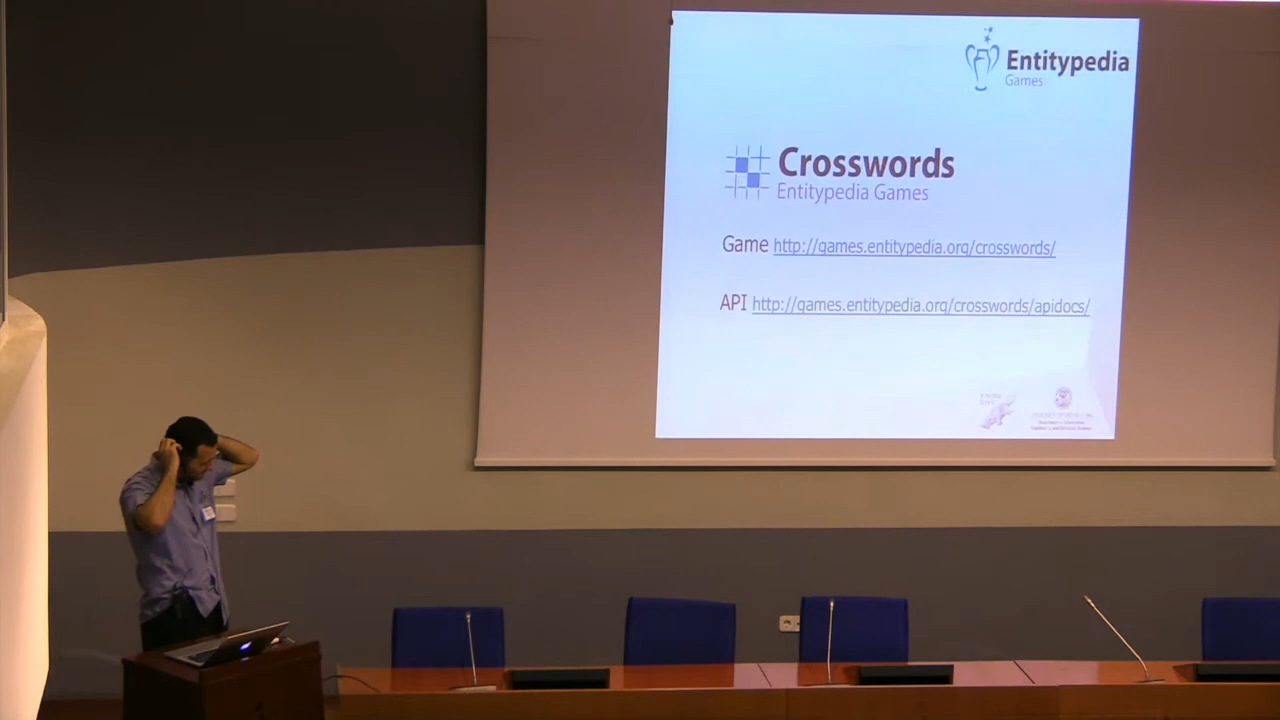 Entitypedia
Games
Crosswords
Entitypedia Games
Game http://games.entitypedia.org/crosswords/
API http://games.entitypedia.org/crosswords/apidocs/